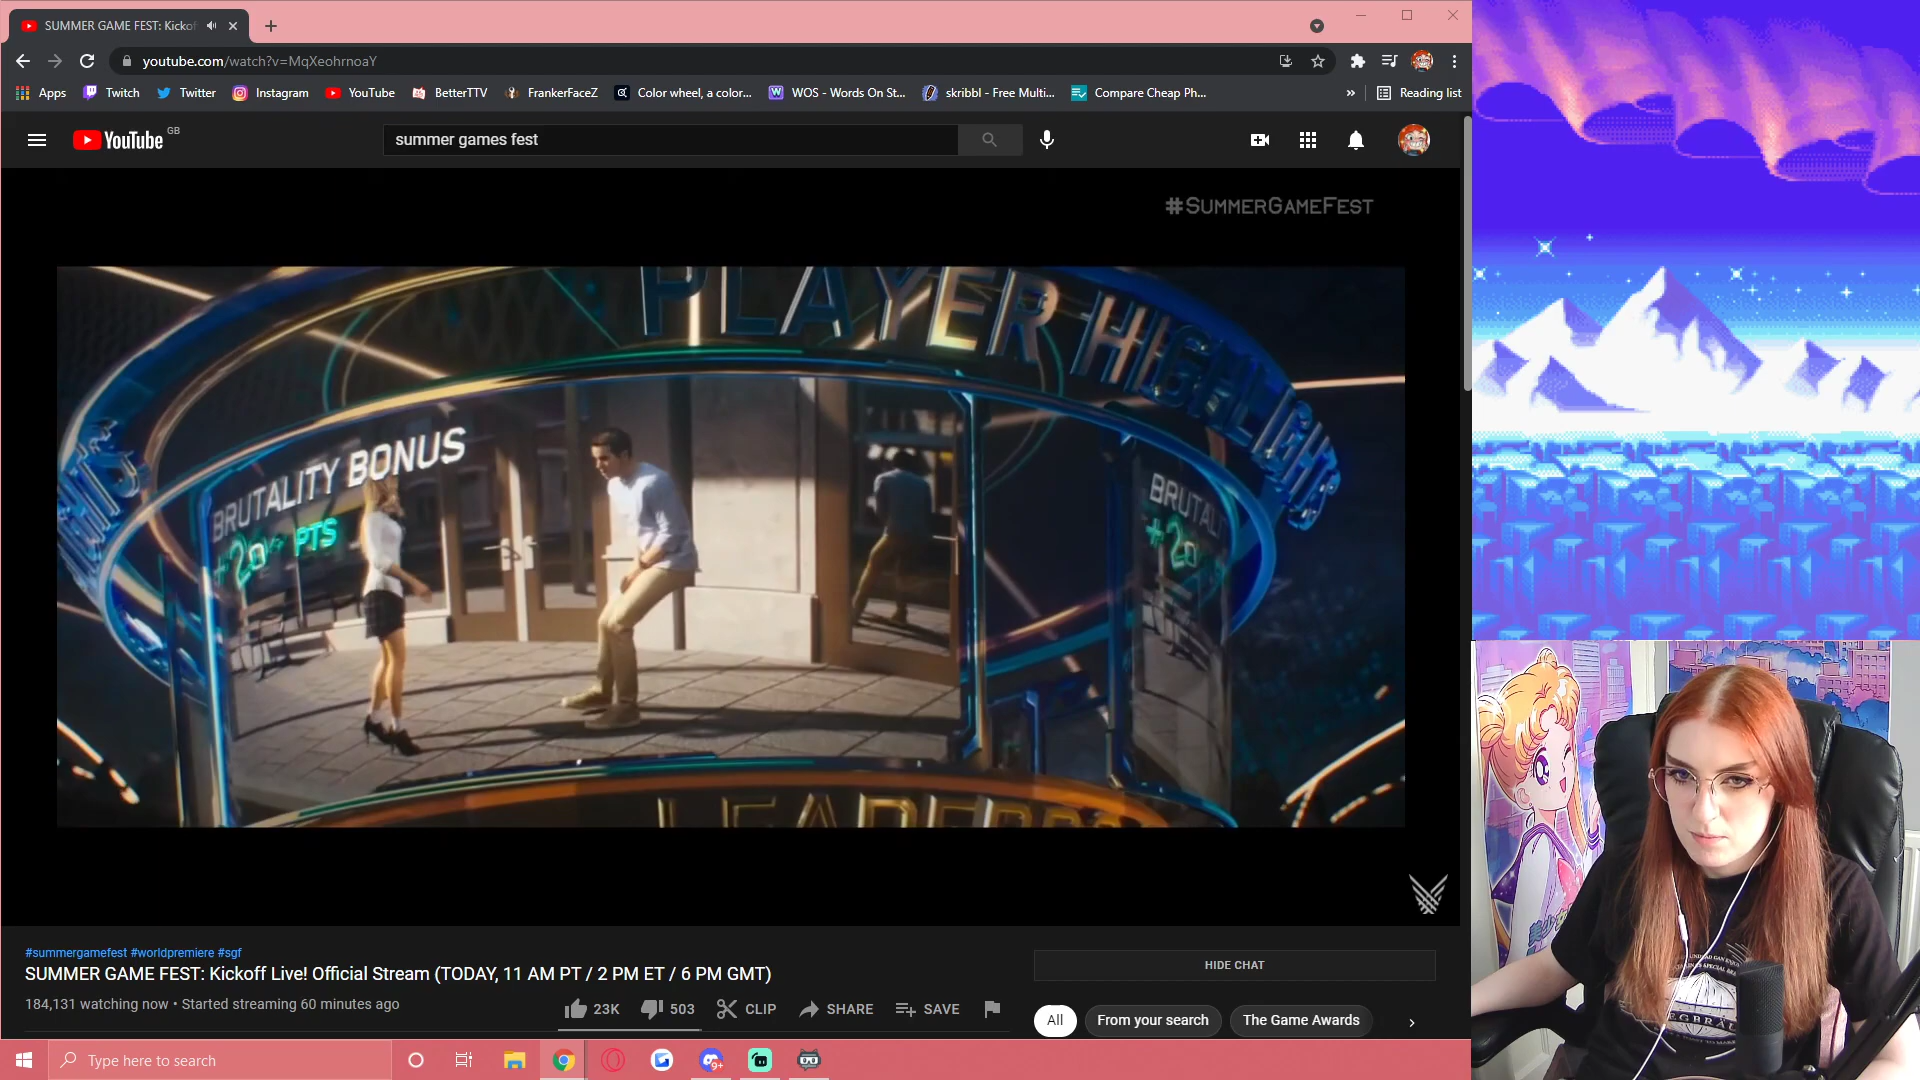 SUMMER GAME FEST: Kickof
youtube.com/watch?v=MqXeohrnoaY
Apps
Twitch
Twitter
Instagram
YouTube
BetterTTV
FrankerFaceZ
Color wheel, a color...
WOS - Words On St...
skribbl - Free Multi...
Compare Cheap Ph...
»
Reading list
YouTube GB
summer games fest
#SUMMERGAMEFEST
PLAYER HIGHLIGHTS
BRUTALITY BONUS
PTS
BRUTALI
+20
LEADERBO
#summergamefest #worldpremiere #sgf
SUMMER GAME FEST: Kickoff Live! Official Stream (TODAY, 11 AM PT / 2 PM ET / 6 PM GMT)
184,131 watching now • Started streaming 60 minutes ago
23K
503
CLIP
SHARE
SAVE
HIDE CHAT
All
From your search
The Game Awards
Type here to search
9+